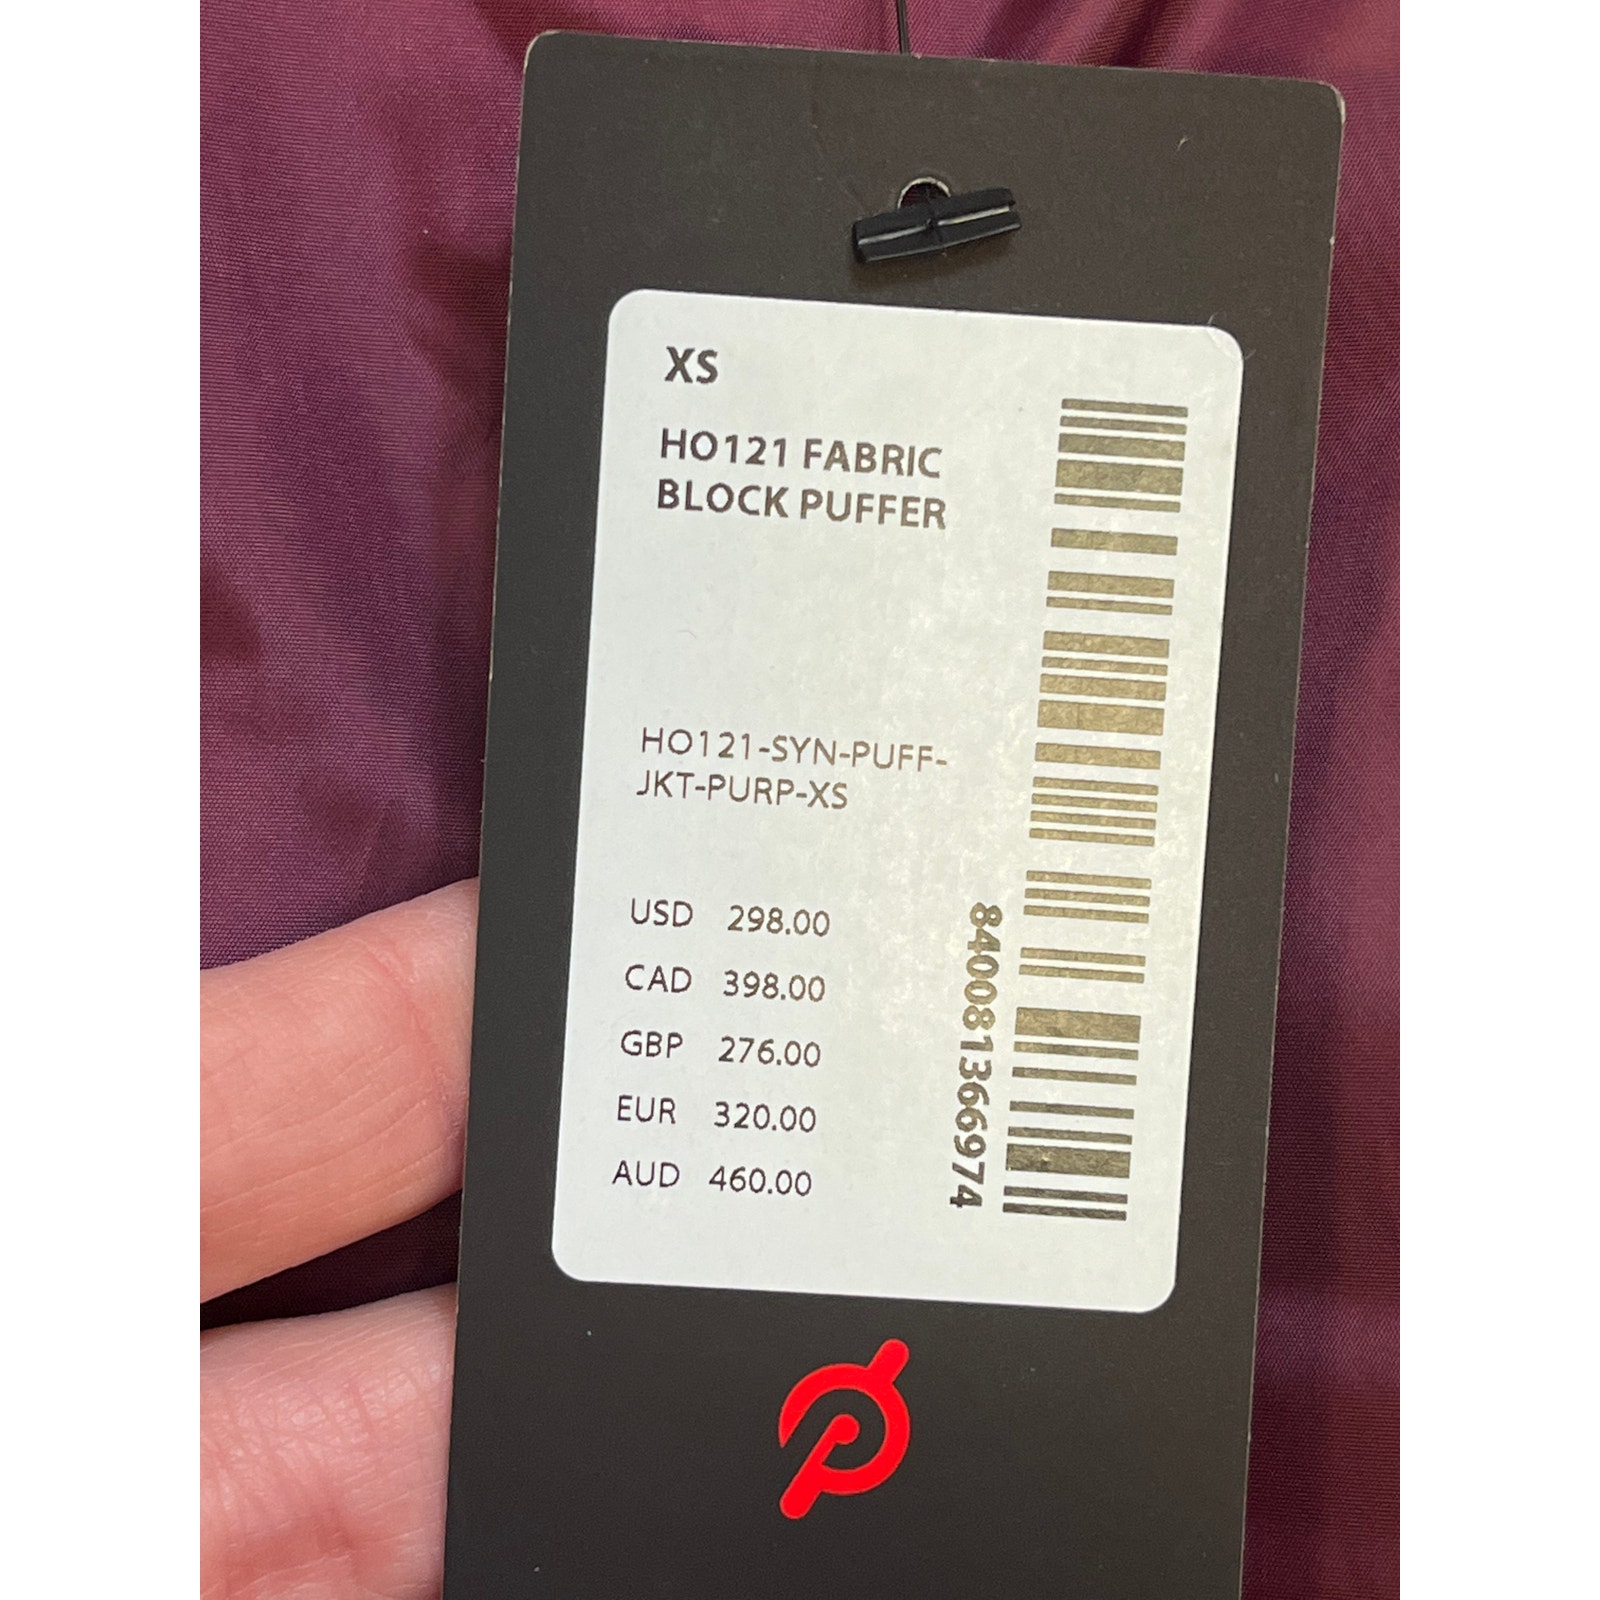 XS
HO121 FABRIC
BLOCK PUFFER
HO121-SYN-PUFF-
JKT-PURP-XS
USD 298.00
CAD 398.00
GBP 276.00
EUR 320.00
AUD 460.00
840081366974